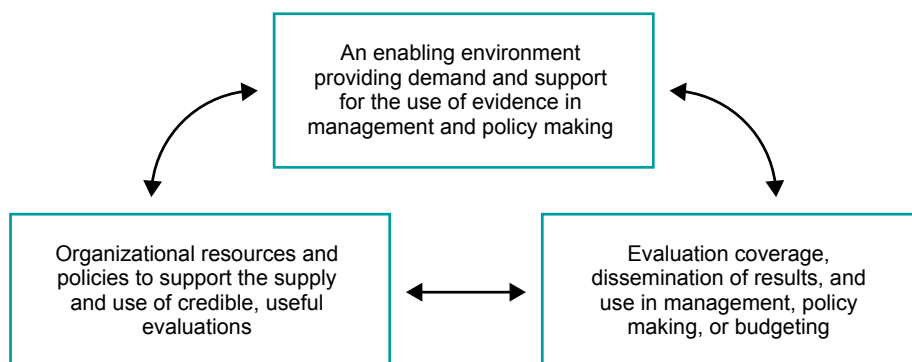 An enabling environment
providing demand and support
for the use of evidence in
management and policy making
Organizational resources and
policies to support the supply
and use of credible, useful
evaluations
Evaluation coverage,
dissemination of results, and
use in management, policy
making, or budgeting